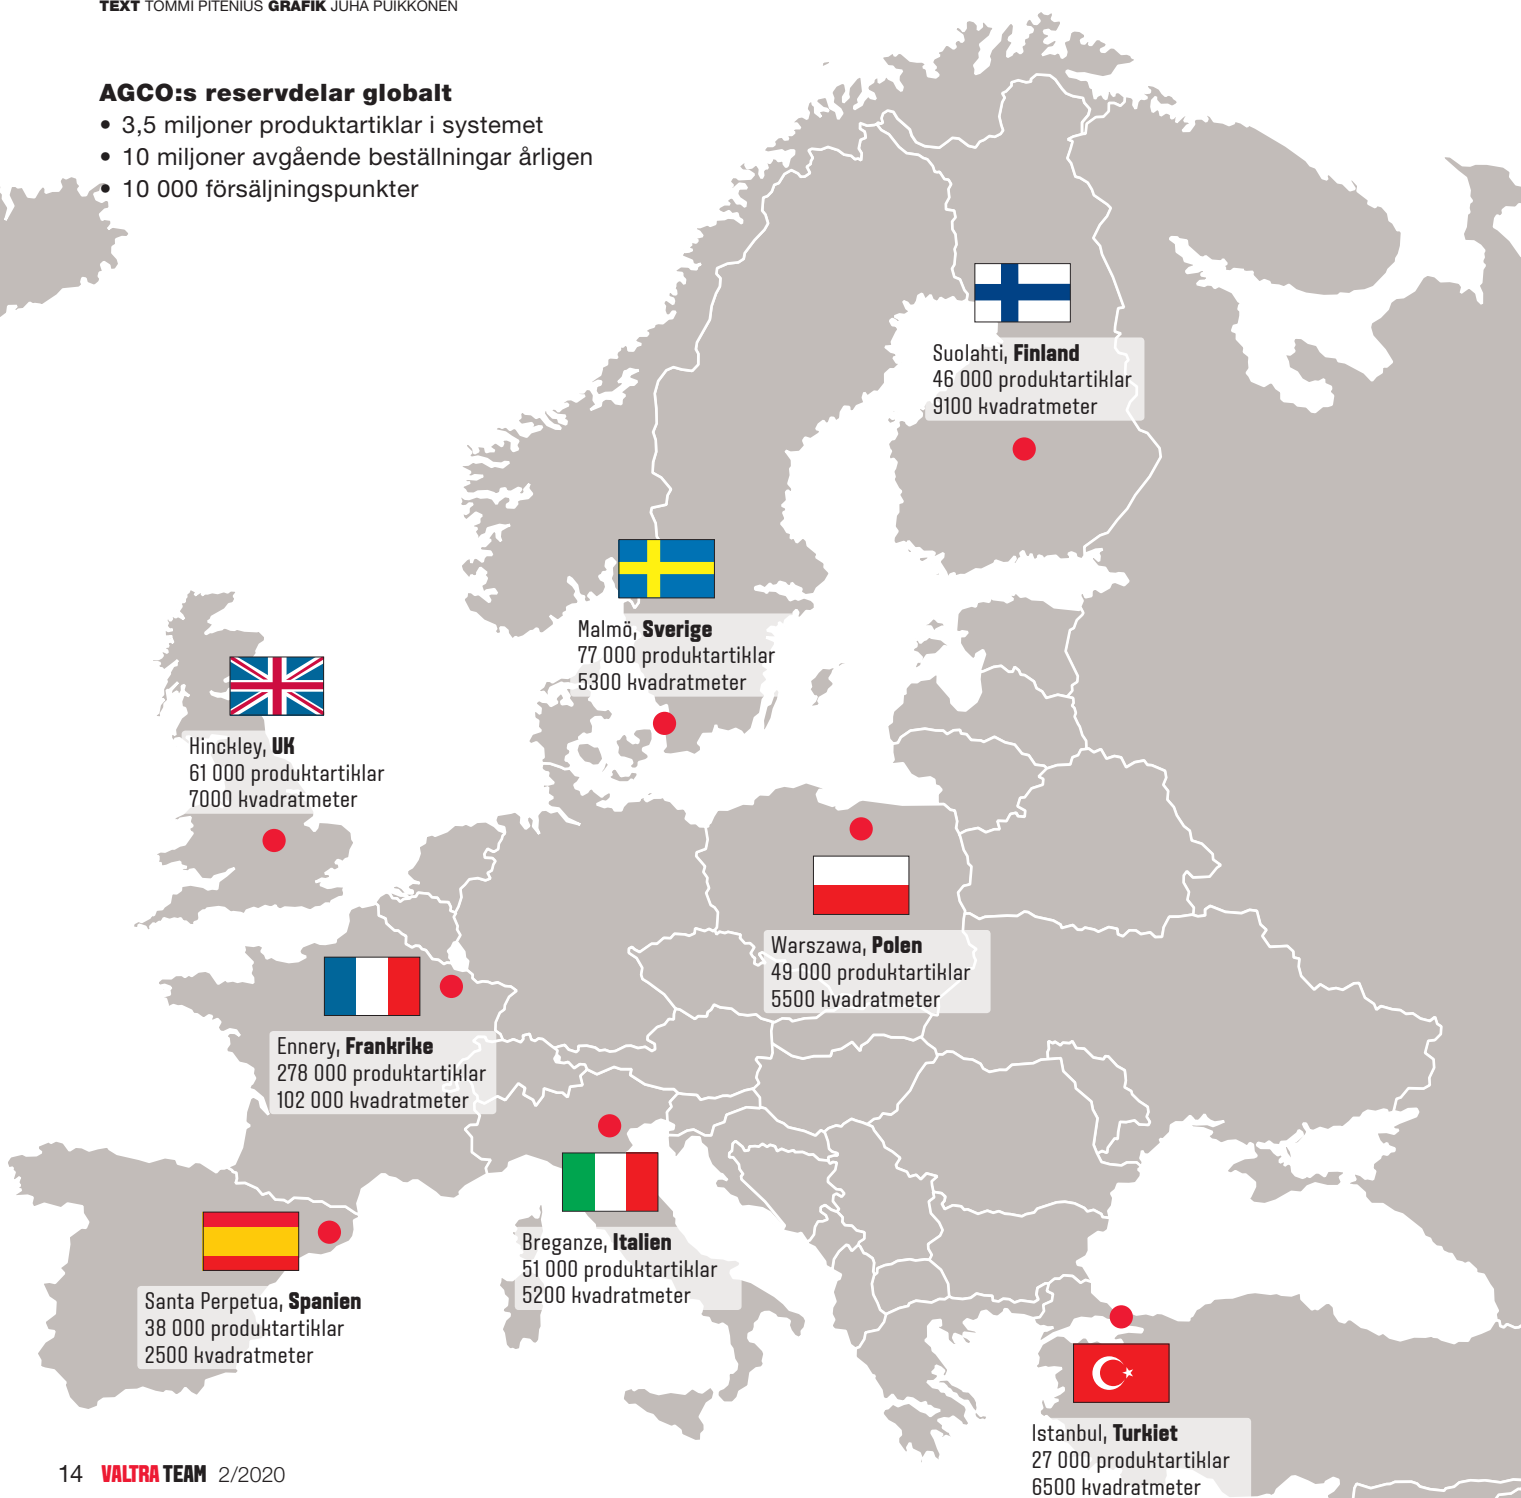 TEXT TOMMI PITENIUS GRAFIK JUHA PUIKKONEN
AGCO:s reservdelar globalt
• 3,5 miljoner produktartiklar i systemet
• 10 miljoner avgående beställningar årligen
• 10 000 försäljningspunkter
Suolahti, Finland
46 000 produktartiklar
9100 kvadratmeter
Malmö, Sverige
77 000 produktartiklar
5300 kvadratmeter
Hinckley, UK
61 000 produktartiklar
7000 kvadratmeter
Warszawa, Polen
49 000 produktartiklar
5500 kvadratmeter
Ennery, Frankrike
278 000 produktartiklar
102 000 kvadratmeter
Breganze, Italien
51 000 produktartiklar
5200 kvadratmeter
Santa Perpetua, Spanien
38 000 produktartiklar
2500 kvadratmeter
Istanbul, Turkiet
27 000 produktartiklar
6500 kvadratmeter
14 VALTRA TEAM 2/2020